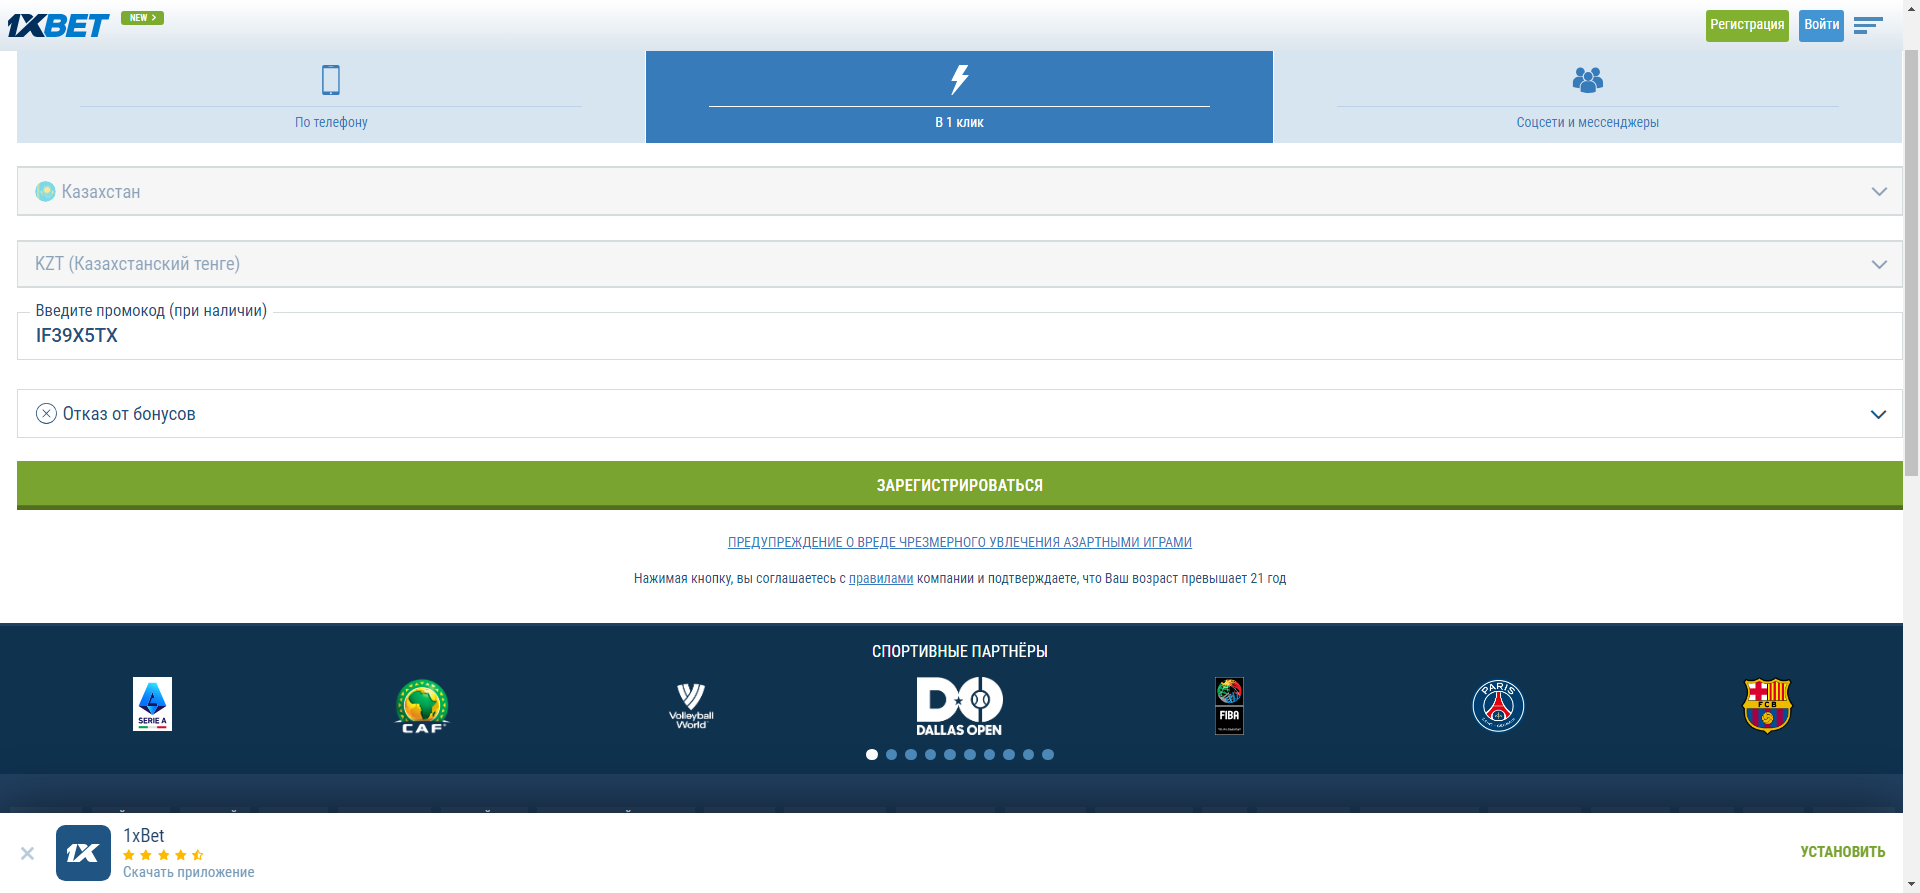 1XBET
NEW >
Регистрация
Войти
По телефону
В 1 клик
Соцсети и мессенджеры
Казахстан
KZT (Казахстанский тенге)
Введите промокод (при наличии)
IF39X5TX
Отказ от бонусов
ЗАРЕГИСТРИРОВАТЬСЯ
ПРЕДУПРЕЖДЕНИЕ О ВРЕДЕ ЧРЕЗМЕРНОГО УВЛЕЧЕНИЯ АЗАРТНЫМИ ИГРАМИ
Нажимая кнопку, вы соглашаетесь с правилами компании и подтверждаете, что Ваш возраст превышает 21 год
СПОРТИВНЫЕ ПАРТНЁРЫ
SERIE A
CAF
Volleyball
World
DO
DALLAS OPEN
FIBA
PARIS
FCB
1X
1xBet
Скачать приложение
УСТАНОВИТЬ